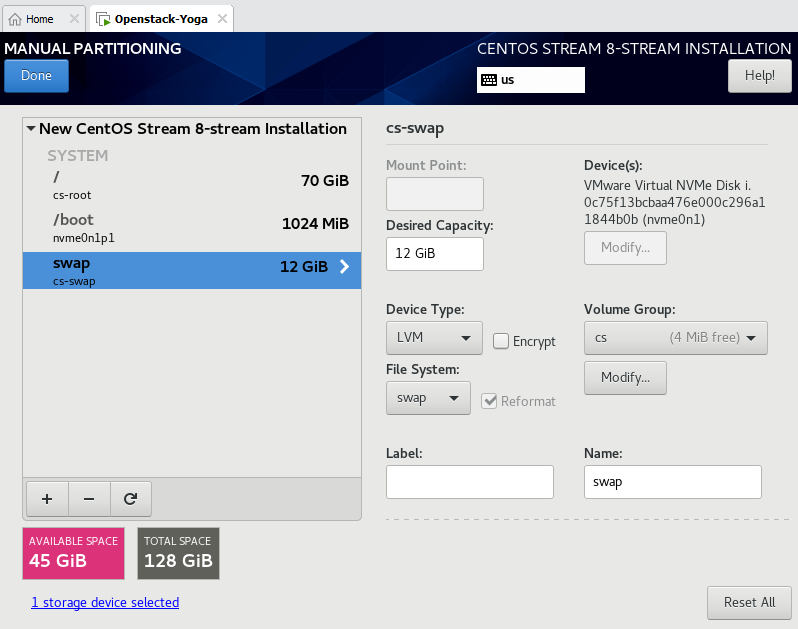 Home
Openstack-Yoga
MANUAL PARTITIONING
CENTOS STREAM 8-STREAM INSTALLATION
Done
us
Help!
New CentOS Stream 8-stream Installation
SYSTEM
/
70 GiB
cs-root
/boot
1024 MiB
nvme0n1p1
swap
12 GiB
cs-swap
AVAILABLE SPACE
45 GiB
TOTAL SPACE
128 GiB
1 storage device selected
cs-swap
Mount Point:
Desired Capacity:
12 GiB
Device(s):
VMware Virtual NVMe Disk i.
0c75f13bcbaa476e000c296a1
1844b0b (nvme0n1)
Modify...
Device Type:
LVM
Encrypt
Volume Group:
cs (4 MiB free)
File System:
swap
Reformat
Modify...
Label:
Name:
swap
Reset All